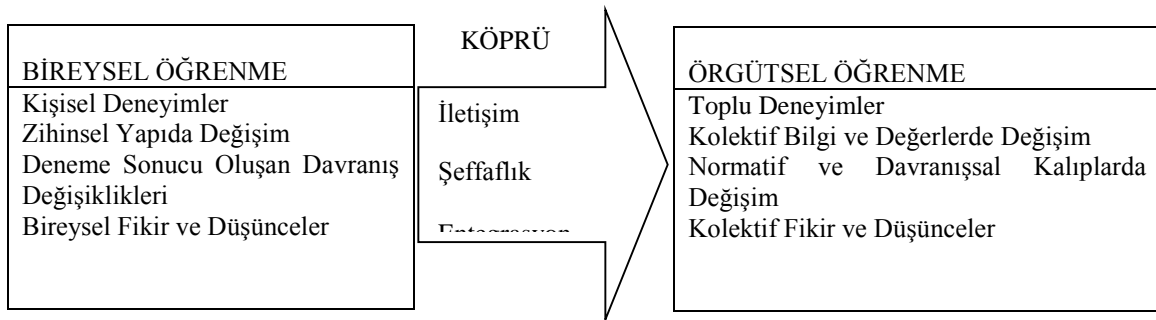 BİREYSEL ÖĞRENME
Kişisel Deneyimler
Zihinsel Yapıda Değişim
Deneme Sonucu Oluşan Davranış
Değişiklikleri
Bireysel Fikir ve Düşünceler
KÖPRÜ
İletişim
Şeffaflık
Entegrasyon
ÖRGÜTSEL ÖĞRENME
Toplu Deneyimler
Kolektif Bilgi ve Değerlerde Değişim
Normatif ve Davranışsal Kalıplarda
Değişim
Kolektif Fikir ve Düşünceler